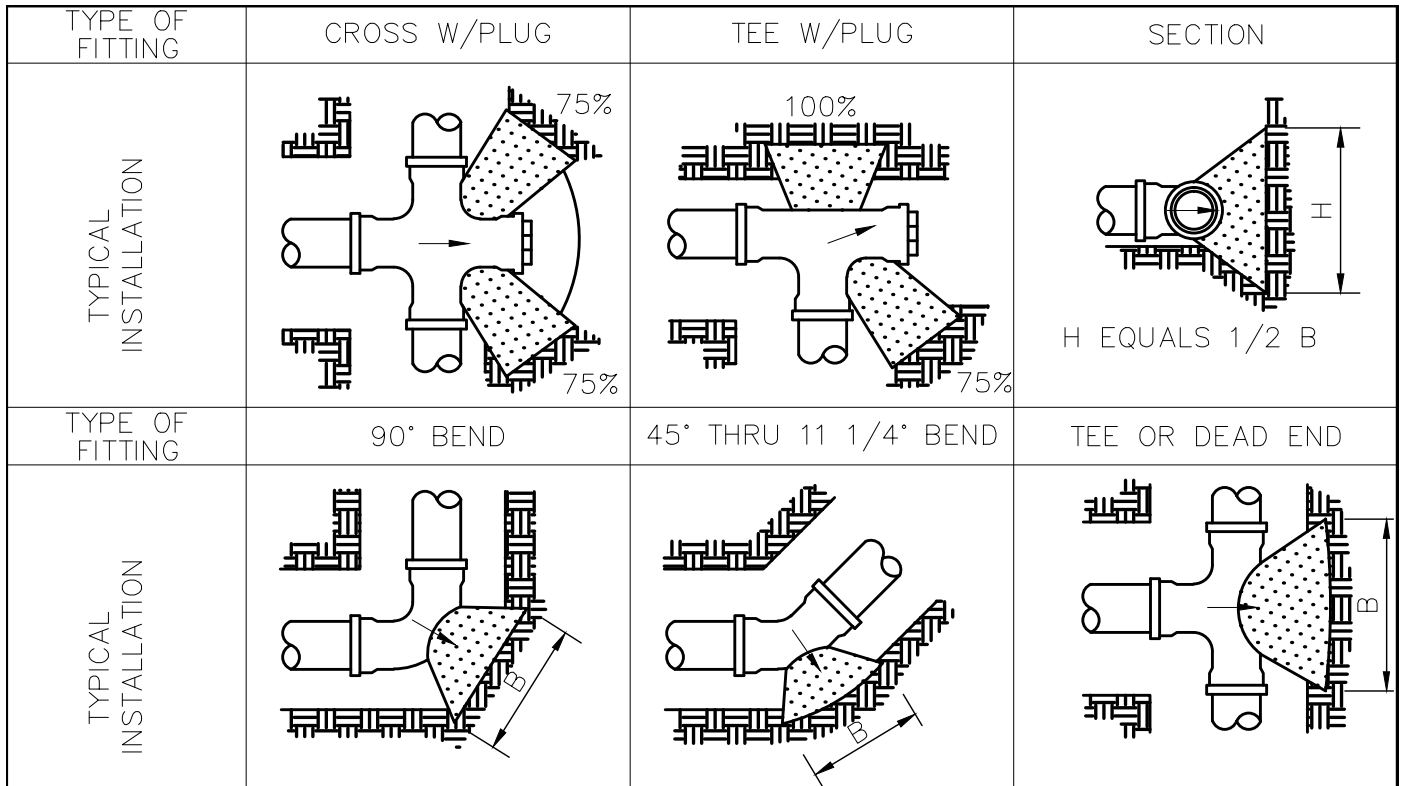 TYPE OF
FITTING
CROSS W/PLUG
TEE W/PLUG
SECTION
TYPICAL
INSTALLATION
75%
75%
100%
75%
H
H EQUALS 1/2 B
TYPE OF
FITTING
90° BEND
45° THRU 11 1/4° BEND
TEE OR DEAD END
TYPICAL
INSTALLATION
B
B
B